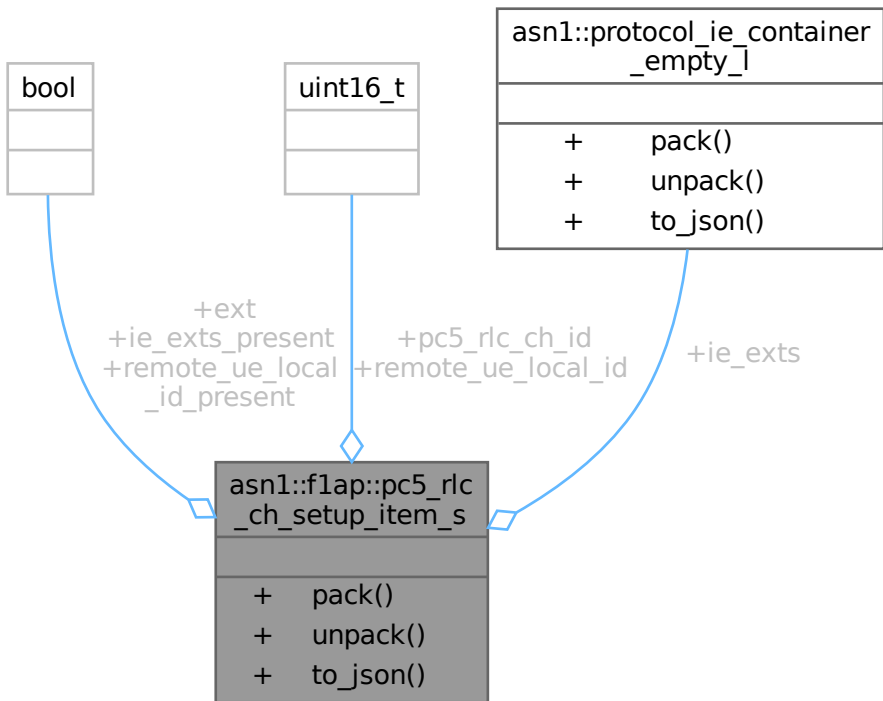 bool
uint16_t
asn1::protocol_ie_container
_empty_l
+ pack()
+ unpack()
+ to_json()
+ext
+ie_exts_present
+remote_ue_local
_id_present
+pc5_rlc_ch_id
+remote_ue_local_id
+ie_exts
asn1::f1ap::pc5_rlc
_ch_setup_item_s
+ pack()
+ unpack()
+ to_json()